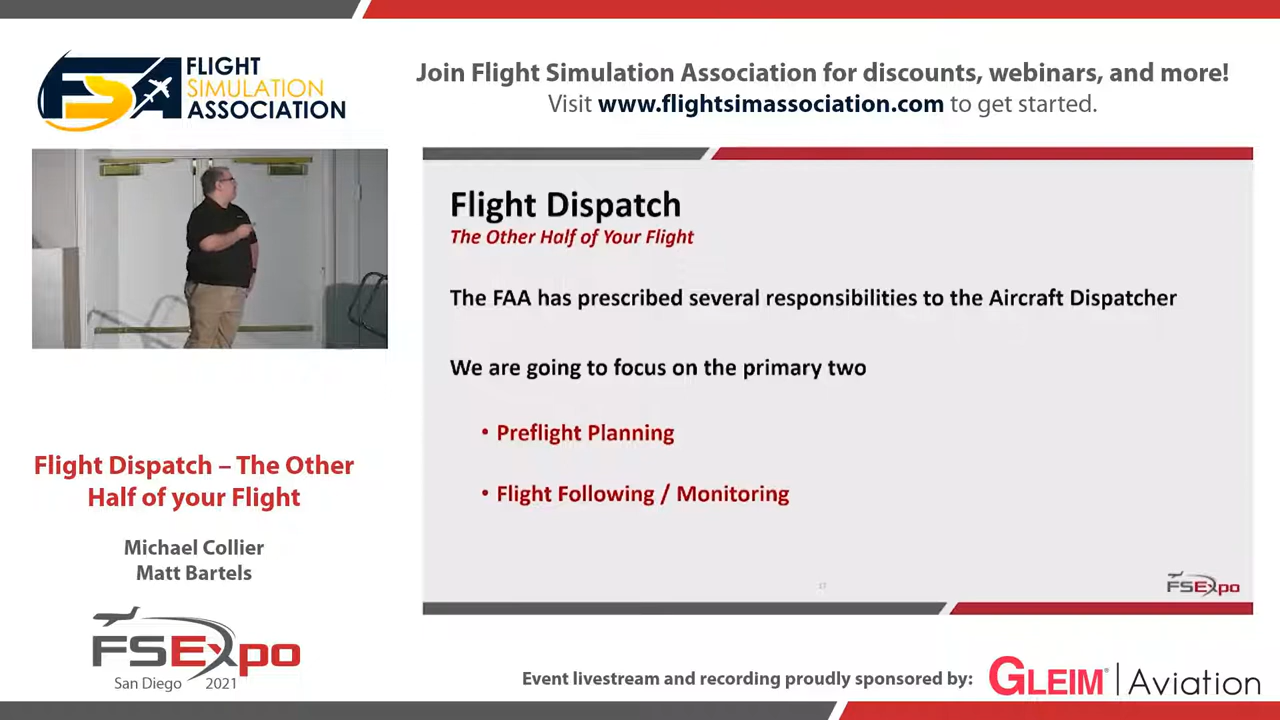 FLIGHT
SIMULATION
ASSOCIATION
Join Flight Simulation Association for discounts, webinars, and more!
Visit www.flightsimassociation.com to get started.
Flight Dispatch
The Other Half of Your Flight
The FAA has prescribed several responsibilities to the Aircraft Dispatcher
We are going to focus on the primary two
• Preflight Planning
• Flight Following / Monitoring
17
FSExpo
Flight Dispatch – The Other
Half of your Flight
Michael Collier
Matt Bartels
FSExpo
San Diego 2021
Event livestream and recording proudly sponsored by:
GLEIM® | Aviation